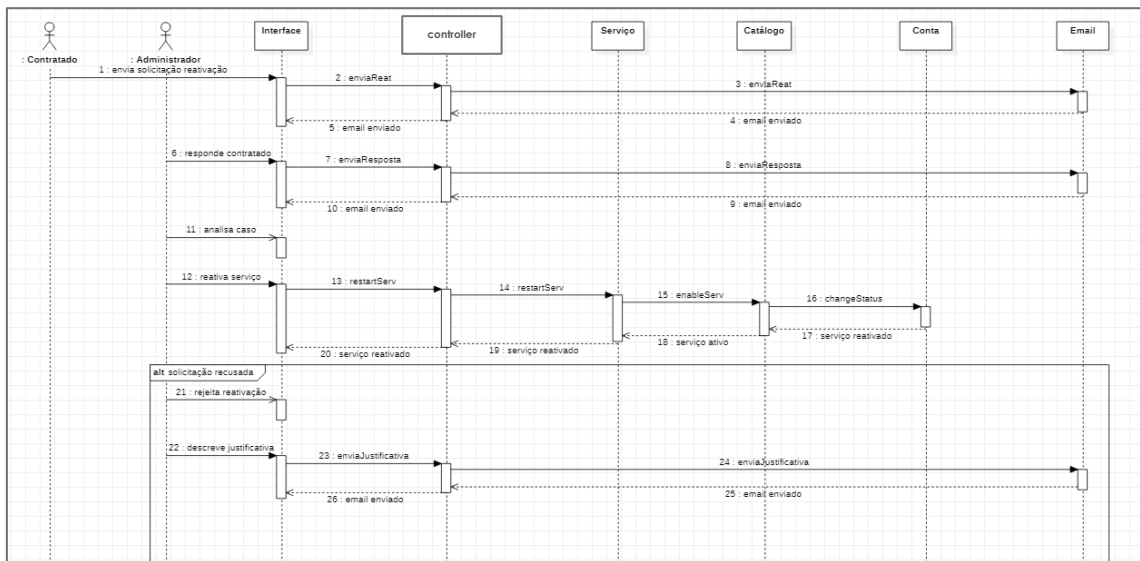 Interface
controller
Serviço
Catálogo
Conta
Email
: Contratado
: Administrador
1 : envia solicitação reativação
2 : enviaReat
3 : enviaReat
4 : email enviado
5 : email enviado
6 : responde contratado
7 : enviaResposta
8 : enviaResposta
9 : email enviado
10 : email enviado
11 : analisa caso
12 : reativa serviço
13 : restartServ
14 : restartServ
15 : enableServ
16 : changeStatus
17 : serviço reativado
18 : serviço ativo
19 : serviço reativado
20 : serviço reativado
alt solicitação recusada
21 : rejeita reativação
22 : descreve justificativa
23 : enviaJustificativa
24 : enviaJustificativa
25 : email enviado
26 : email enviado